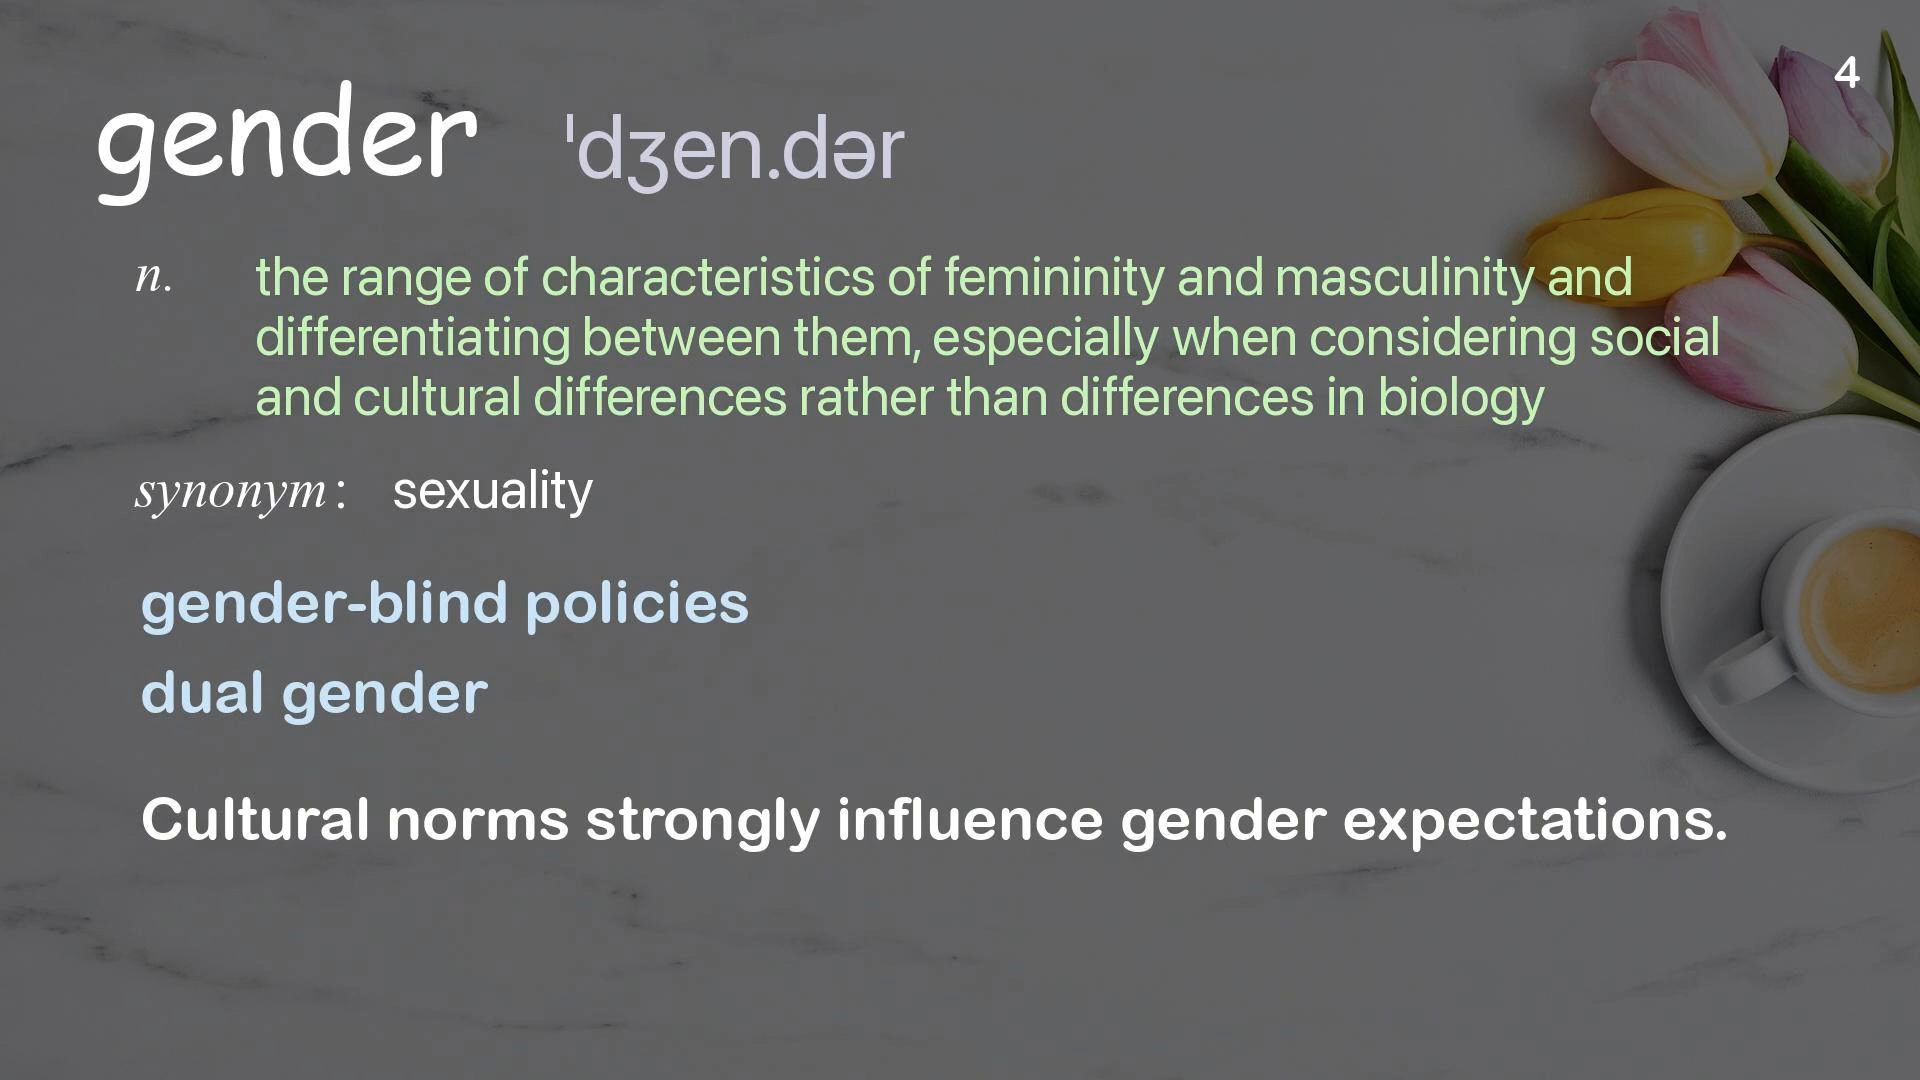 4
gender ˈdʒen.dər
n. the range of characteristics of femininity and masculinity and
differentiating between them, especially when considering social
and cultural differences rather than differences in biology
synonym: sexuality
gender-blind policies
dual gender
Cultural norms strongly influence gender expectations.